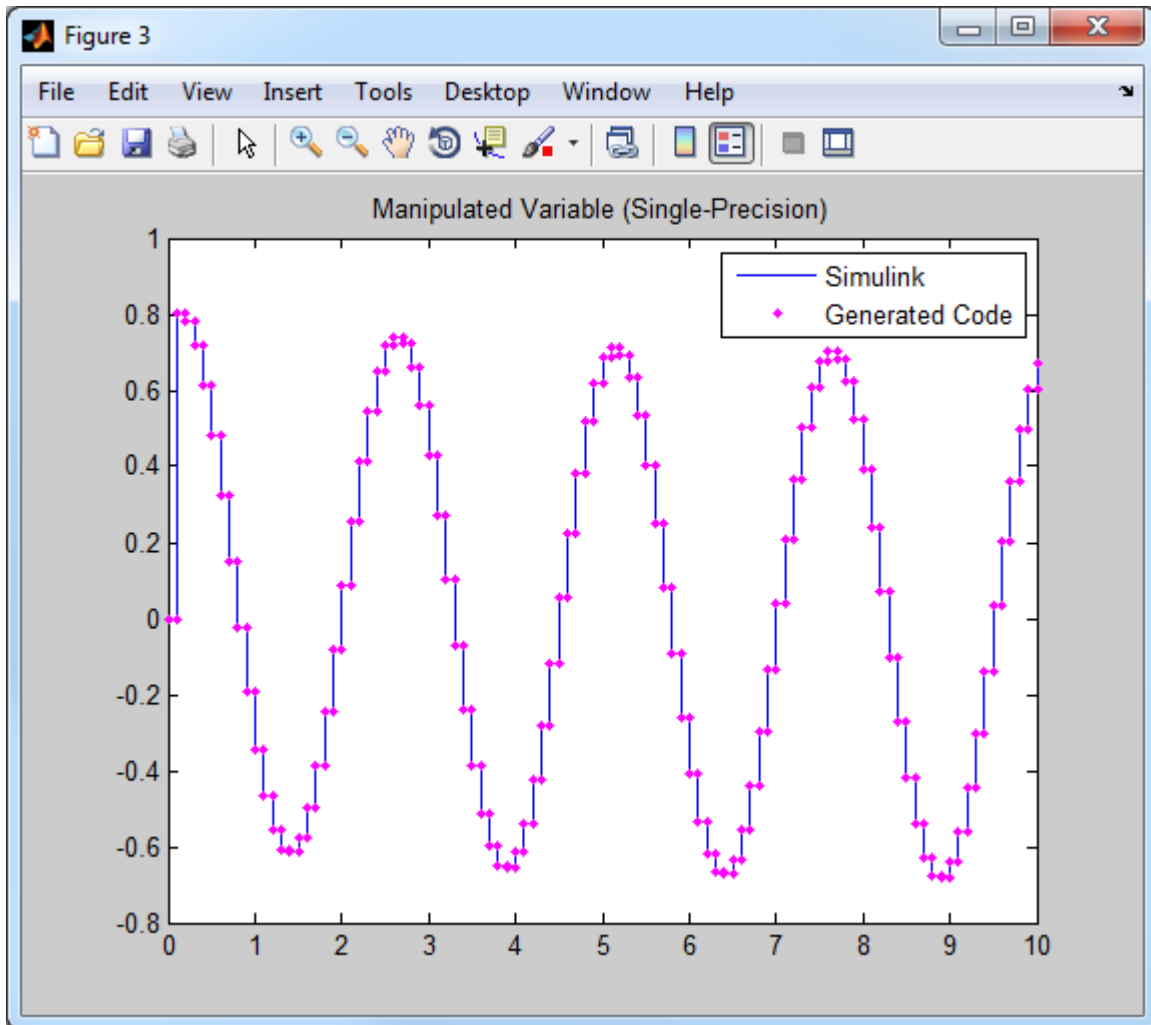 Figure 3
File Edit View Insert Tools Desktop Window Help
Manipulated Variable (Single-Precision)
Simulink
Generated Code
1
0.8
0.6
0.4
0.2
0
-0.2
-0.4
-0.6
-0.8
0 1 2 3 4 5 6 7 8 9 10